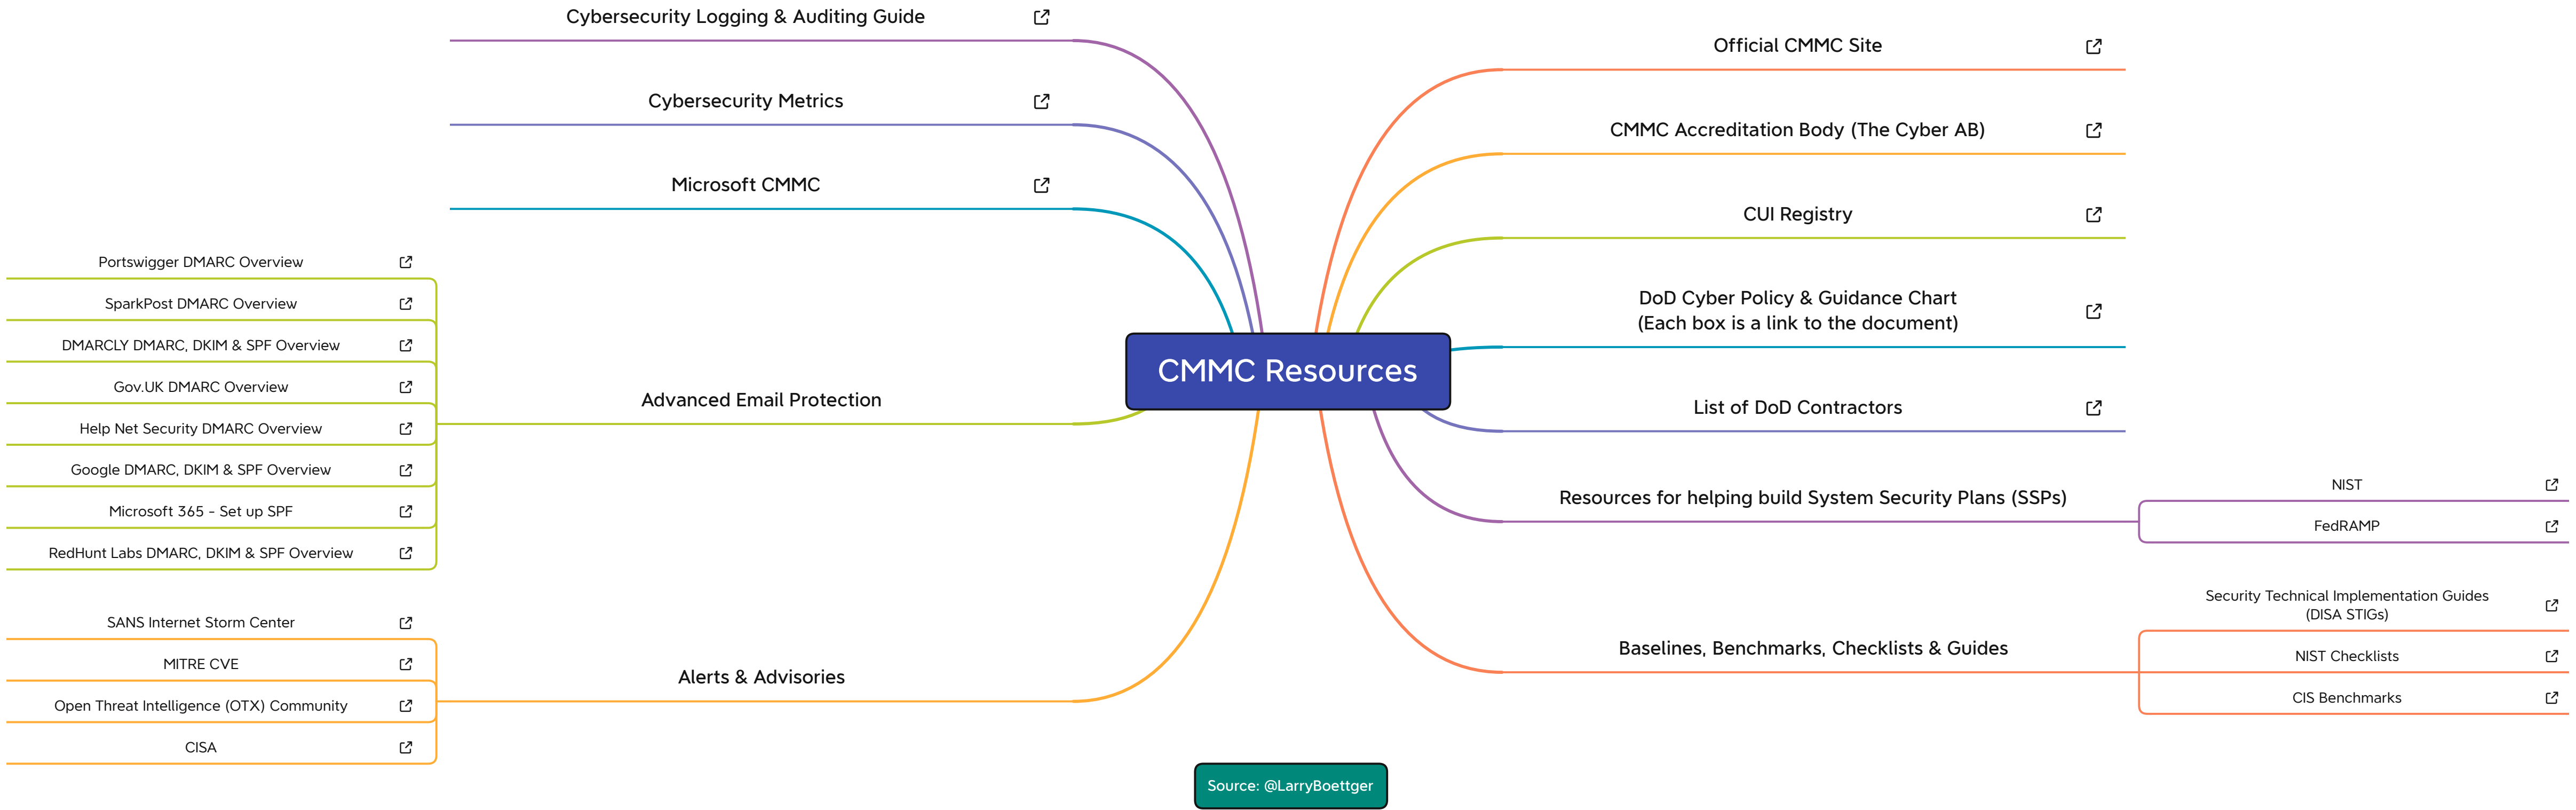 CMMC Resources
Official CMMC Site
CMMC Accreditation Body (The Cyber AB)
CUI Registry
DoD Cyber Policy & Guidance Chart
(Each box is a link to the document)
List of DoD Contractors
Resources for helping build System Security Plans (SSPs)
NIST
FedRAMP
Baselines, Benchmarks, Checklists & Guides
Security Technical Implementation Guides
(DISA STIGs)
NIST Checklists
CIS Benchmarks
Cybersecurity Logging & Auditing Guide
Cybersecurity Metrics
Microsoft CMMC
Advanced Email Protection
Portswigger DMARC Overview
SparkPost DMARC Overview
DMARCLY DMARC, DKIM & SPF Overview
Gov.UK DMARC Overview
Help Net Security DMARC Overview
Google DMARC, DKIM & SPF Overview
Microsoft 365 - Set up SPF
RedHunt Labs DMARC, DKIM & SPF Overview
Alerts & Advisories
SANS Internet Storm Center
MITRE CVE
Open Threat Intelligence (OTX) Community
CISA
Source: @LarryBoettger